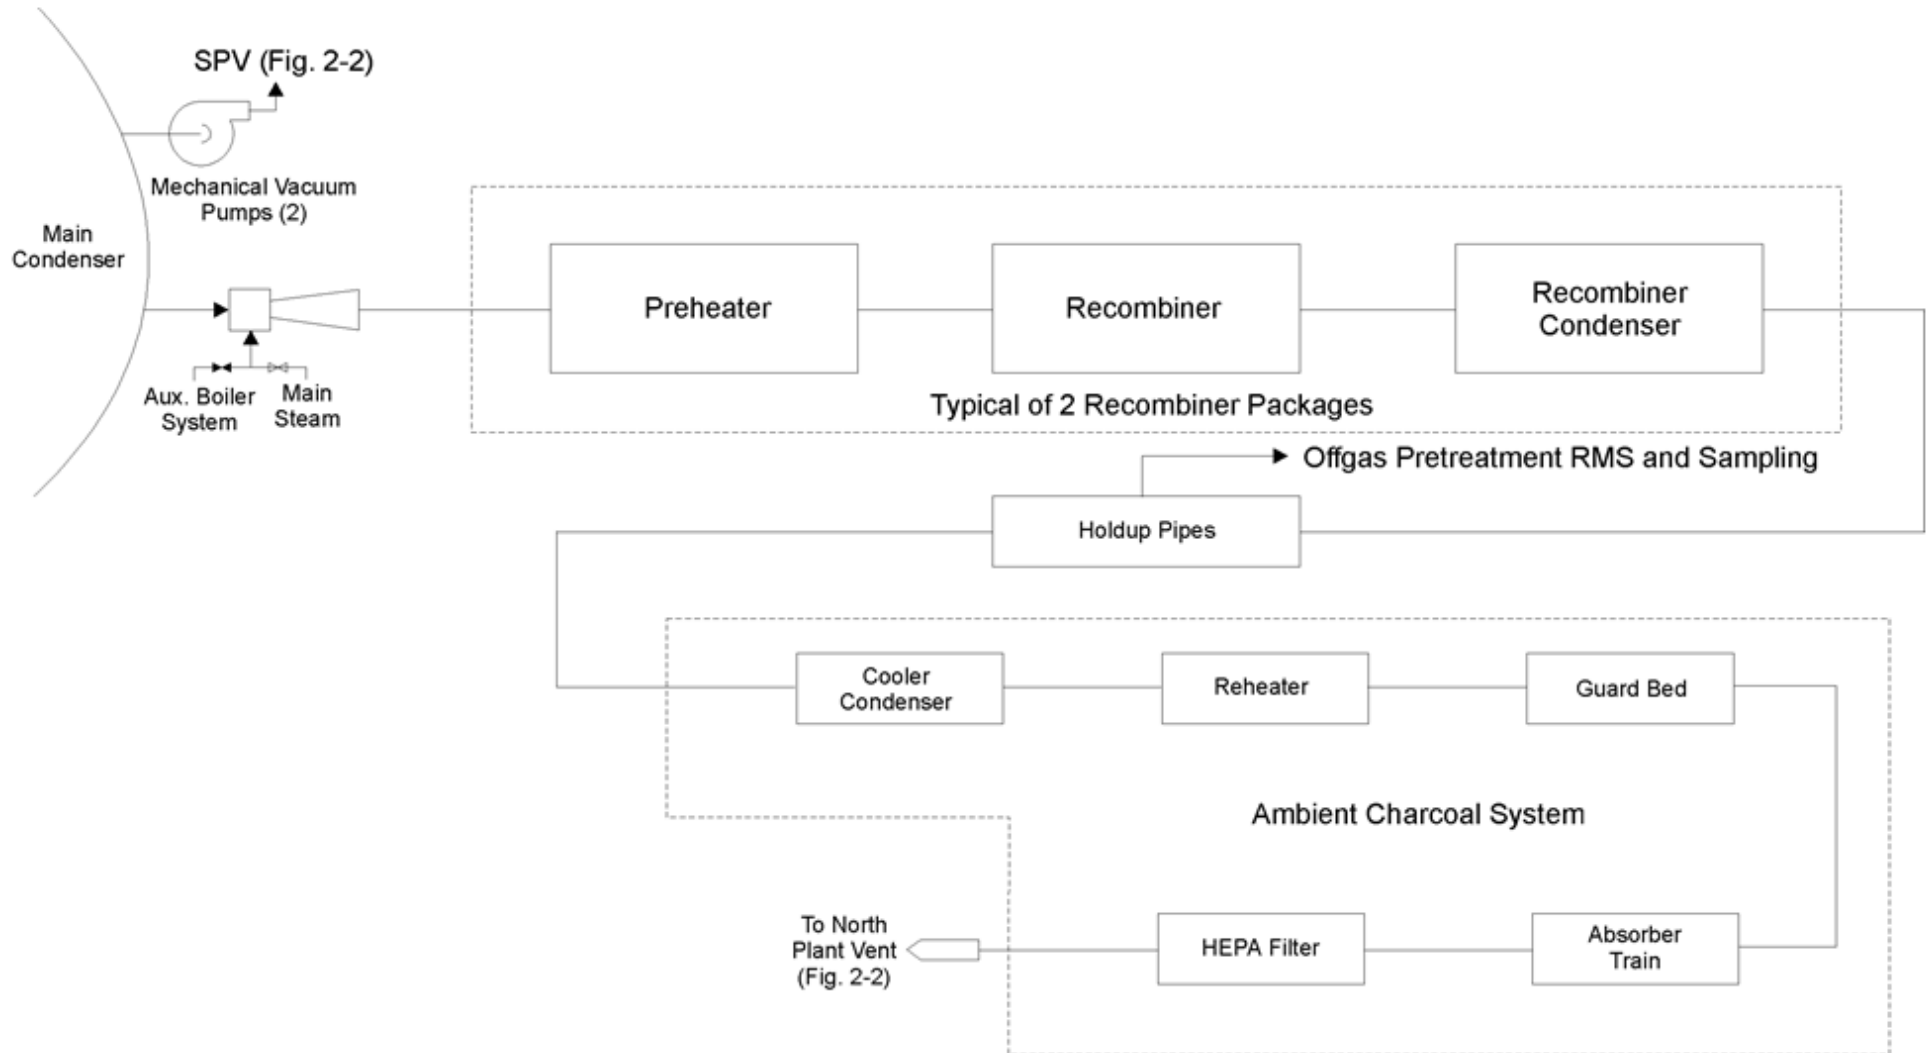 SPV (Fig. 2-2)
Mechanical Vacuum
Pumps (2)
Main
Condenser
Aux. Boiler
System
Main
Steam
Preheater
Recombiner
Recombiner
Condenser
Typical of 2 Recombiner Packages
Offgas Pretreatment RMS and Sampling
Holdup Pipes
Cooler
Condenser
Reheater
Guard Bed
Ambient Charcoal System
To North
Plant Vent
(Fig. 2-2)
HEPA Filter
Absorber
Train